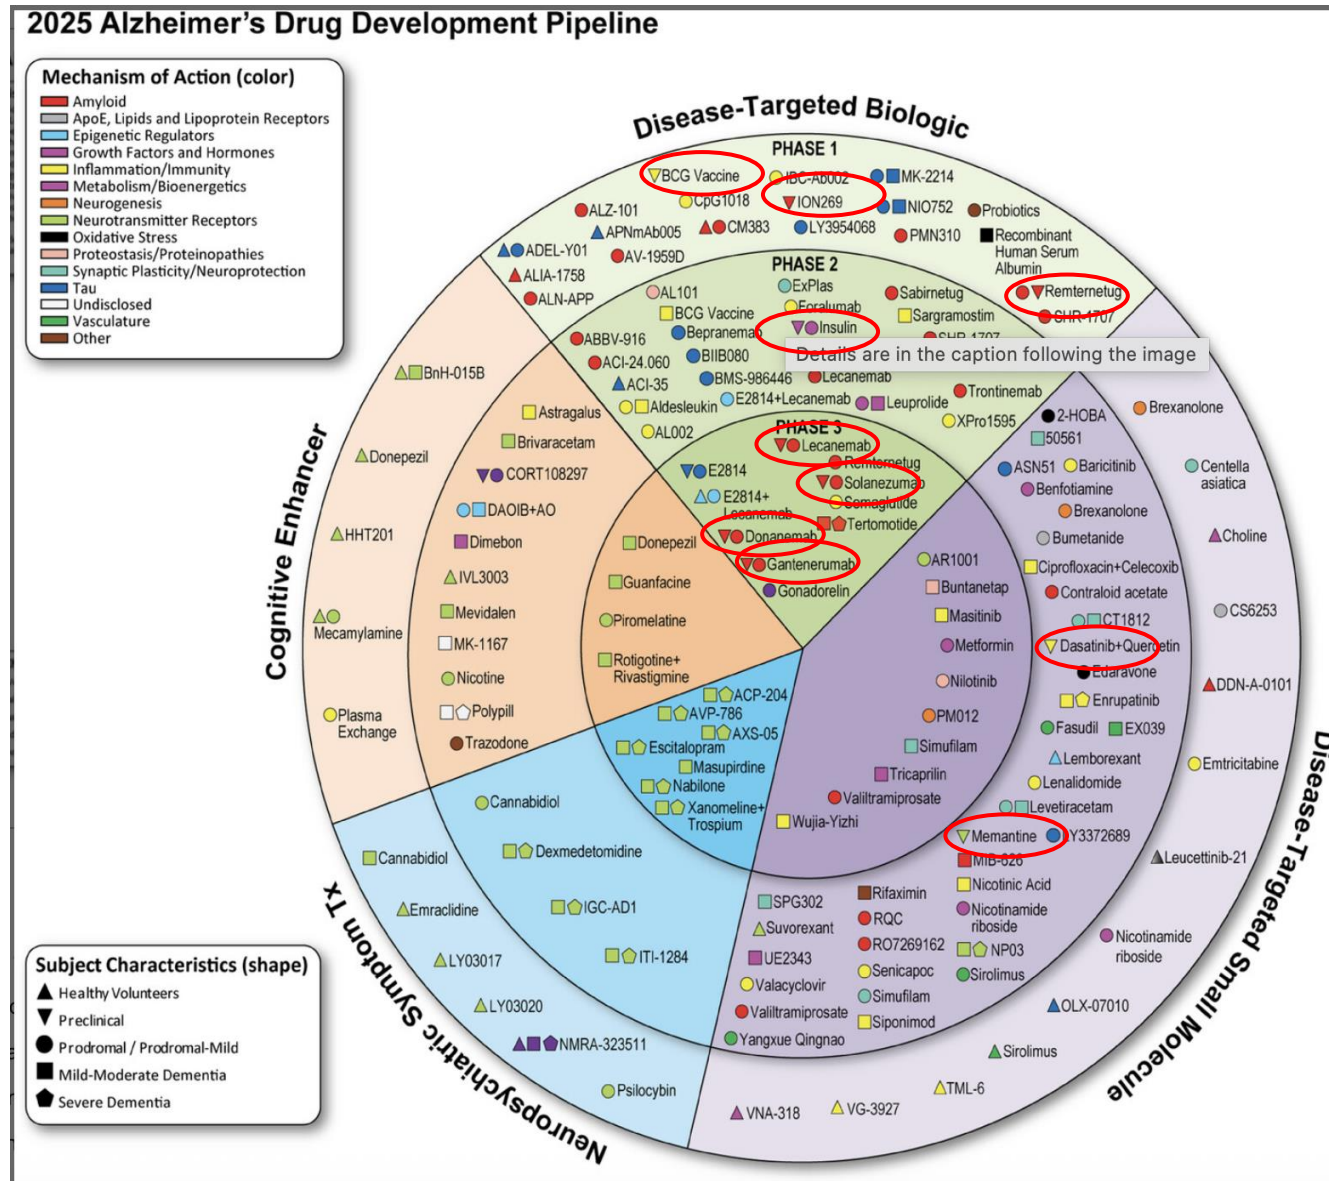 2025 Alzheimer's Drug Development Pipeline
Mechanism of Action (color)
Amyloid
ApoE, Lipids and Lipoprotein Receptors
Epigenetic Regulators
Growth Factors and Hormones
Inflammation/Immunity
Metabolism/Bioenergetics
Neurogenesis
Neurotransmitter Receptors
Oxidative Stress
Proteostasis/Proteinopathies
Synaptic Plasticity/Neuroprotection
Tau
Undisclosed
Vasculature
Other
Disease-Targeted Biologic
PHASE 1
BCG Vaccine
IBC-Ab002
MK-2214
CpG1018
ION269
NIO752
Probiotics
ALZ-101
APNmAb005
CM383
LY3954068
PMN310
Recombinant
Human Serum
Albumin
ADEL-Y01
AV-1959D
ALIA-1758
ALN-APP
Remternetug
SHR-1707
PHASE 2
AL101
ExPlas
Sabirnetug
BCG Vaccine
Foralumab
Sargramostim
ABBV-916
Bepranemab
Insulin
SHR-1707
Details are in the caption following the image
ACI-24.060
BIIB080
ACI-35
BMS-986446
Lecanemab
Trontinemab
Aldesleukin
E2814+Lecanemab
Leuprolide
XPro1595
AL002
PHASE 3
Lecanemab
E2814
Remternetug
Solanezumab
E2814+
Lecanemab
Semaglutide
Tertomotide
Donanemab
Gantenerumab
Gonadorelin
Cognitive Enhancer
BnH-015B
Donepezil
HHT201
Mecamylamine
Plasma
Exchange
Astragalus
Brivaracetam
CORT108297
DAOIB+AO
Dimebon
IVL3003
Mevidalen
MK-1167
Nicotine
Polypill
Trazodone
Donepezil
Guanfacine
Piromelatine
Rotigotine+
Rivastigmine
Disease-Targeted Small Molecule
AR1001
Buntanetap
Masitinib
Metformin
Nilotinib
PM012
Simufilam
Tricaprilin
Valiltramiprosate
Wujia-Yizhi
2-HOBA
50561
ASN51
Baricitinib
Benfotiamine
Brexanolone
Bumetanide
Ciprofloxacin+Celecoxib
Contraloid acetate
CT1812
Dasatinib+Quercetin
Edaravone
Enrupatinib
Fasudil
EX039
Lemborexant
Lenalidomide
Levetiracetam
Memantine
LY3372689
MIB-626
Nicotinic Acid
Nicotinamide
riboside
NP03
Sirolimus
Rifaximin
RQC
RO7269162
Senicapoc
Simufilam
Siponimod
SPG302
Suvorexant
UE2343
Valacyclovir
Valiltramiprosate
Yangxue Qingnao
Brexanolone
Centella
asiatica
Choline
CS6253
DDN-A-0101
Emtricitabine
Leucettinib-21
Nicotinamide
riboside
OLX-07010
Sirolimus
TML-6
VG-3927
VNA-318
Neuropsychiatric Symptom Tx
ACP-204
AVP-786
AXS-05
Escitalopram
Masupirdine
Nabilone
Xanomeline+
Trospium
Cannabidiol
Dexmedetomidine
IGC-AD1
ITI-1284
Cannabidiol
Emraclidine
LY03017
LY03020
NMRA-323511
Psilocybin
Subject Characteristics (shape)
Healthy Volunteers
Preclinical
Prodromal / Prodromal-Mild
Mild-Moderate Dementia
Severe Dementia